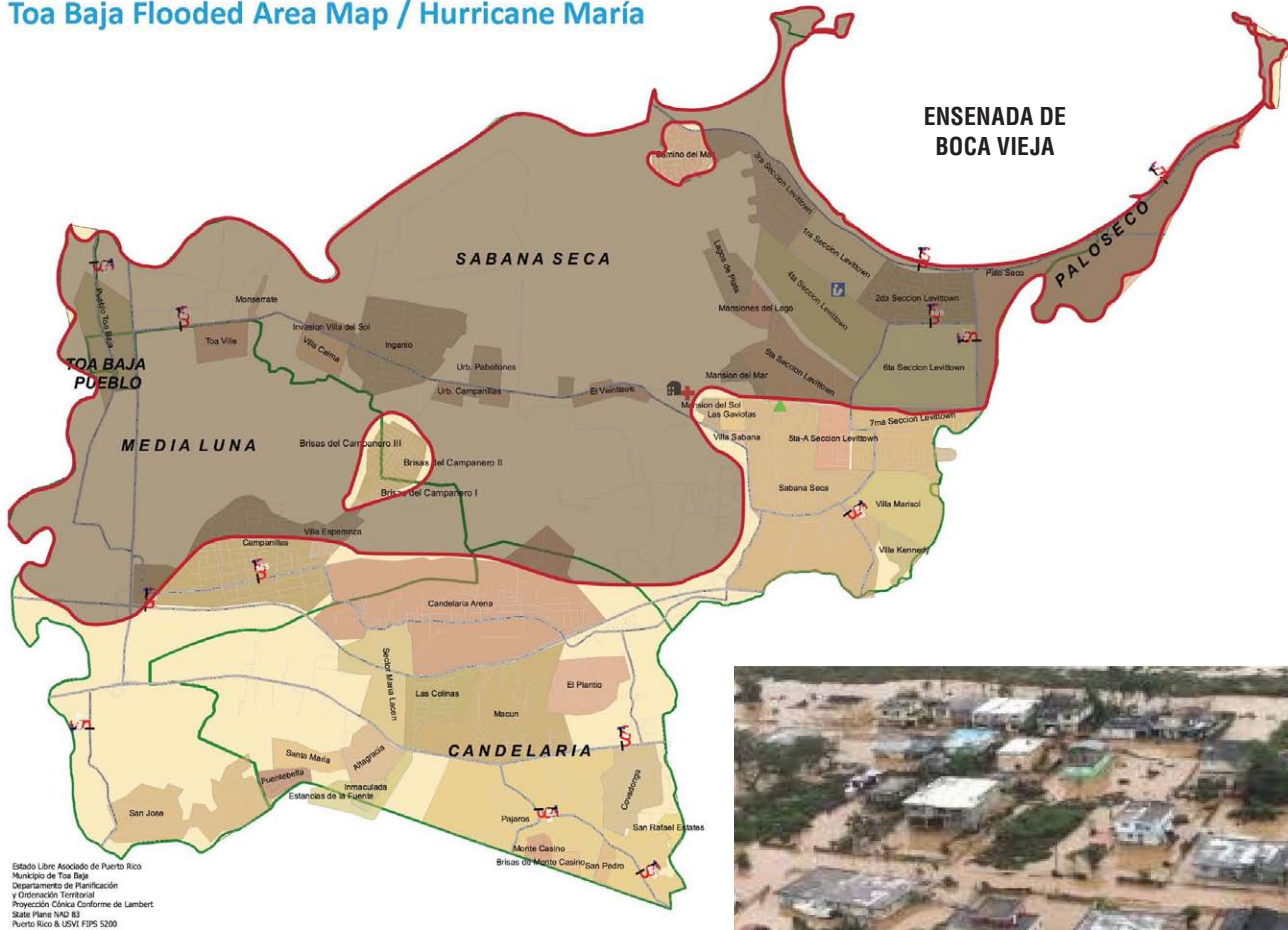 Toa Baja Flooded Area Map / Hurricane María
ENSENADA DE
BOCA VIEJA
Camino del Mar
3ra Seccion Levittown
PALO SECO
SABANA SECA
1ra Seccion Levittown
Lagos de Plata
4ta Seccion Levittown
Palo Seco
Pueblo Toa Baja
Monserrate
2da Seccion Levittown
Mansiones del Lago
Invasion Villa del Sol
Toa Ville
Villa Calma
Ingenio
5ta Seccion Levittown
TOA BAJA
PUEBLO
Urb. Pabellones
6ta Seccion Levittown
Mansion del Mar
Urb. Campanillas
El Veintiseis
Mansion del Sol
Las Gaviotas
7ma Seccion Levittown
MEDIA LUNA
Brisas del Campanero III
Villa Sabana
5ta-A Seccion Levittown
Brisas del Campanero II
Brisas del Campanero I
Sabana Seca
Villa Marisol
Villa Esperanza
Campanillas
Villa Kennedy
Candelaria Arena
Las Colinas
El Plantio
Macun
CANDELARIA
Santa María
Altagracia
Fuentebella
Inmaculada
Estancias de la Fuente
Covadonga
San Jose
Pajaros
San Rafael Estates
Monte Casino
Brisas de Monte Casino
San Pedro
Estado Libre Asociado de Puerto Rico
Municipio de Toa Baja
Departamento de Planificación
y Ordenación Territorial
Proyección Cónica Conforme de Lambert
State Plane NAD 83
Puerto Rico & USVI FIPS 5200